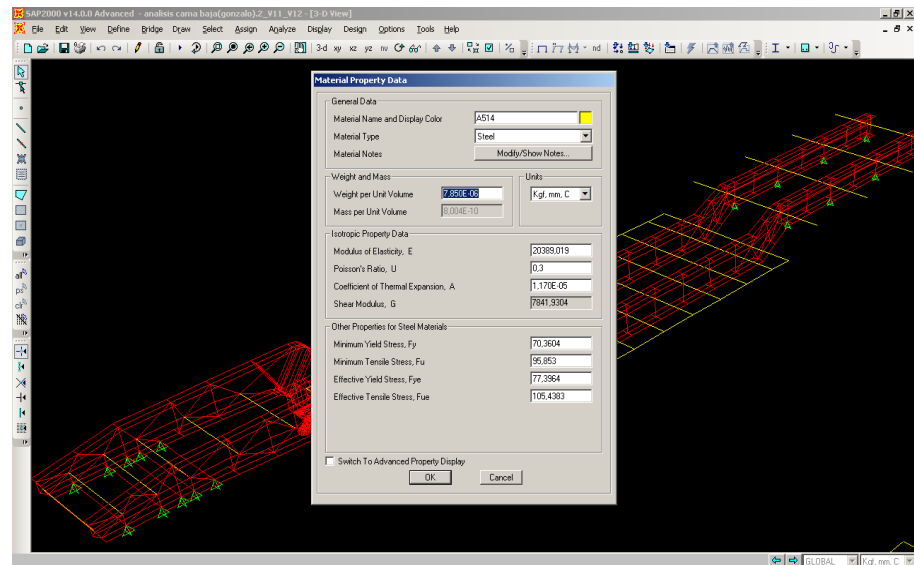 SAP2000 v14.0.0 Advanced - analisis cama baja(gonzalo).2_V11_V12 - [3-D View]
File Edit View Define Bridge Draw Select Assign Analyze Display Design Options Tools Help
3-d xy xz yz nv nd
all
ps
clr
Material Property Data
General Data
Material Name and Display Color A514
Material Type Steel
Material Notes Modify/Show Notes...
Weight and Mass Units
Weight per Unit Volume 7,850E-06 Kgf, mm, C
Mass per Unit Volume 8,004E-10
Isotropic Property Data
Modulus of Elasticity, E 20389,019
Poisson's Ratio, U 0,3
Coefficient of Thermal Expansion, A 1,170E-05
Shear Modulus, G 7841,9304
Other Properties for Steel Materials
Minimum Yield Stress, Fy 70,3604
Minimum Tensile Stress, Fu 95,853
Effective Yield Stress, Fye 77,3964
Effective Tensile Stress, Fue 105,4383
Switch To Advanced Property Display
OK Cancel
GLOBAL Kgf, mm, C